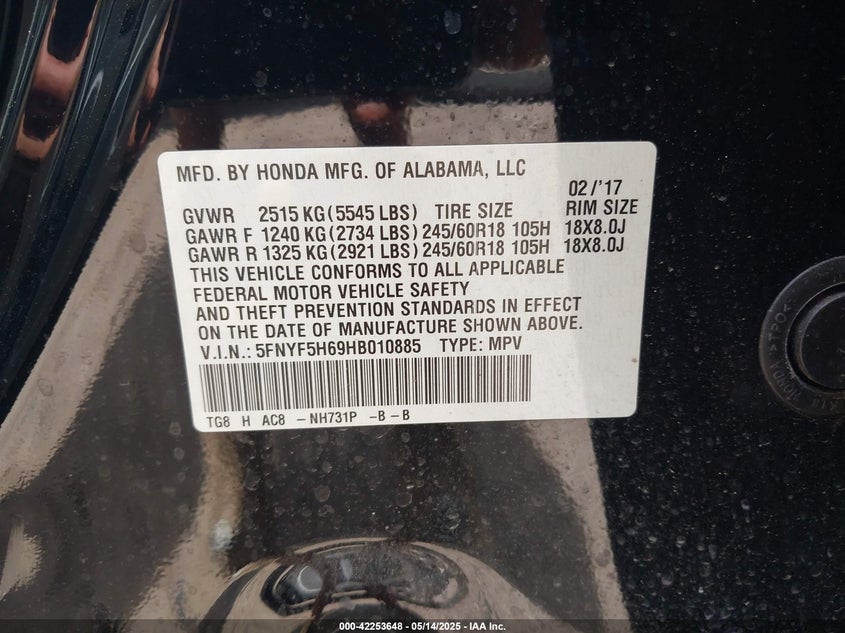 MFD. BY HONDA MFG. OF ALABAMA, LLC
02/'17
GVWR 2515 KG (5545 LBS) TIRE SIZE RIM SIZE
GAWR F 1240 KG (2734 LBS) 245/60R18 105H 18X8.0J
GAWR R 1325 KG (2921 LBS) 245/60R18 105H 18X8.0J
THIS VEHICLE CONFORMS TO ALL APPLICABLE
FEDERAL MOTOR VEHICLE SAFETY
AND THEFT PREVENTION STANDARDS IN EFFECT
ON THE DATE OF MANUFACTURE SHOWN ABOVE.
V.I.N.: 5FNYF5H69HB010885 TYPE: MPV
TG8 H AC8 -NH731P -B-B
000-42253648 - 05/14/2025 - IAA Inc.